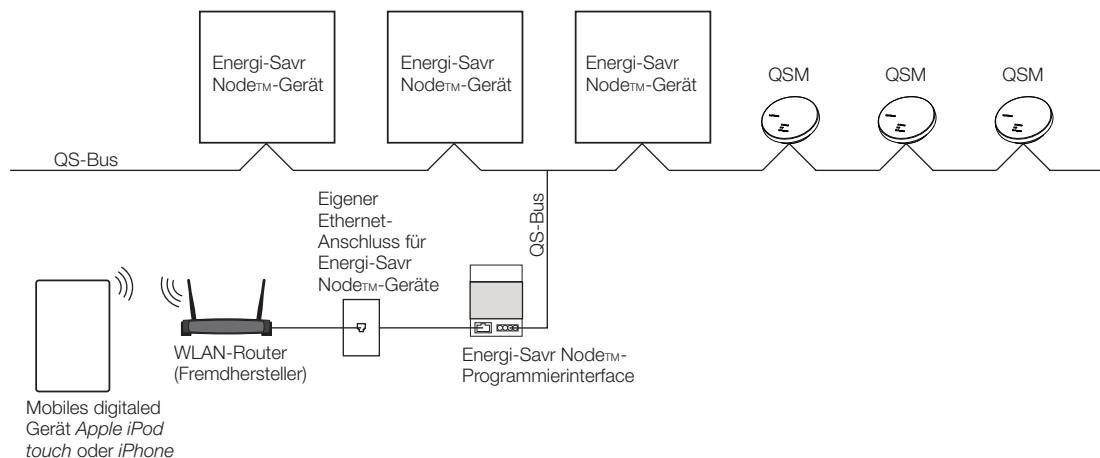 Energi-Savr
Node™-Gerät
Energi-Savr
Node™-Gerät
Energi-Savr
Node™-Gerät
QSM
QSM
QSM
QS-Bus
Eigener
Ethernet-
Anschluss für
Energi-Savr
Node™-Geräte
QS-Bus
WLAN-Router
(Fremdhersteller)
Energi-Savr Node™-
Programmierinterface
Mobiles digitaled
Gerät Apple iPod
touch oder iPhone